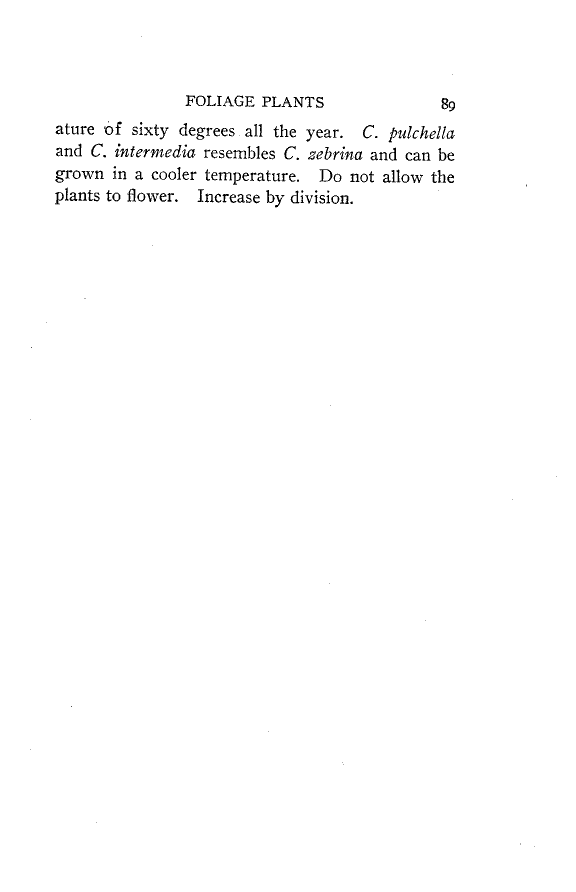 FOLIAGE PLANTS 89
ature of sixty degrees all the year. C. pulchella
and C. intermedia resembles C. zebrina and can be
grown in a cooler temperature. Do not allow the
plants to flower. Increase by division.